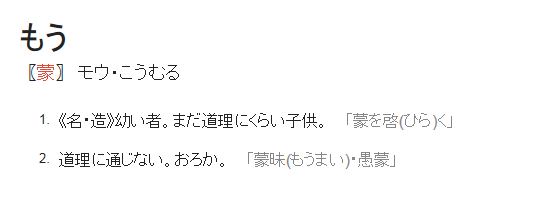 もう
〖蒙〗 モウ・こうむる
1. 《名・造》幼い者。まだ道理にくらい子供。 「蒙を啓(ひら)く」
2. 道理に通じない。おろか。 「蒙昧(もうまい)・愚蒙」